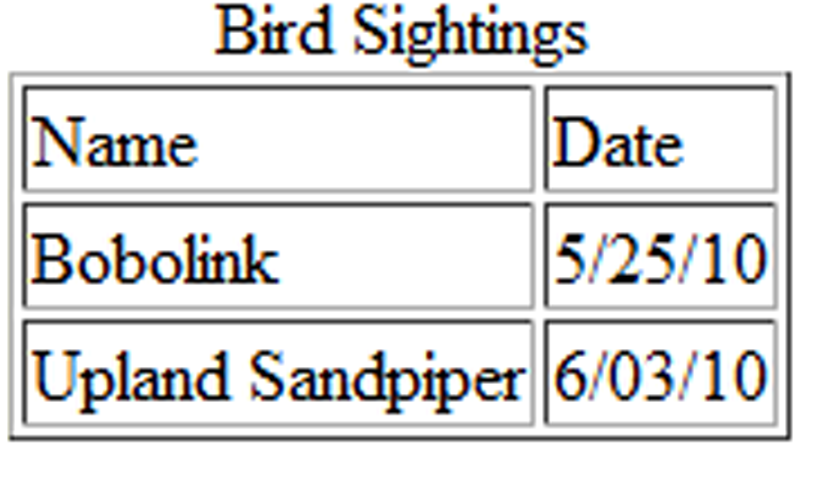 Bird Sightings
Name Date
Bobolink 5/25/10
Upland Sandpiper 6/03/10